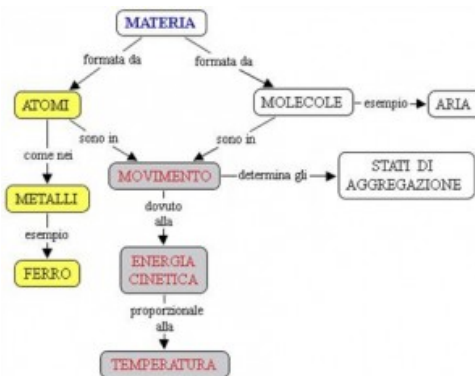 MATERIA
formata da
formata da
ATOMI
MOLECOLE
esempio
ARIA
sono in
sono in
come nei
MOVIMENTO
determina gli
STATI DI
AGGREGAZIONE
METALLI
dovuto
alla
esempio
ENERGIA
CINETICA
FERRO
proporzionale
alla
TEMPERATURA